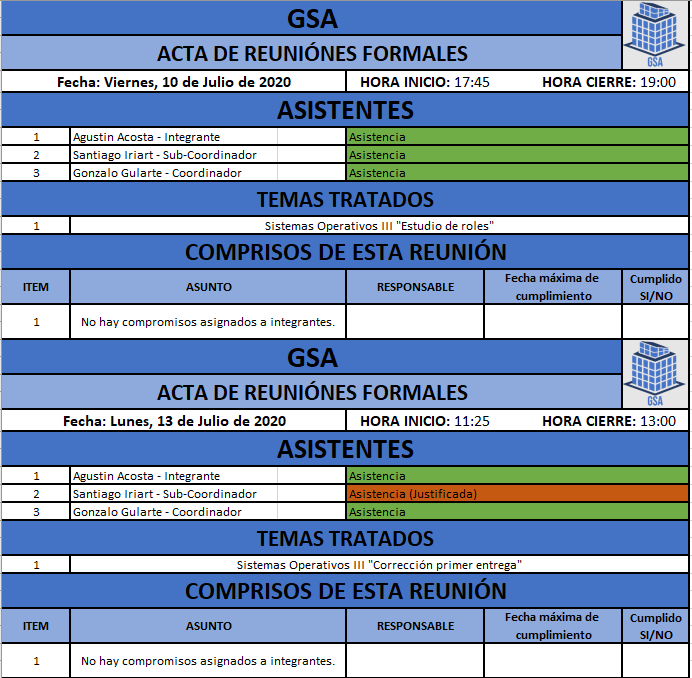 GSA
ACTA DE REUNIÓNES FORMALES
GSA
Fecha: Viernes, 10 de Julio de 2020 HORA INICIO: 17:45 HORA CIERRE: 19:00
ASISTENTES
1 Agustin Acosta - Integrante Asistencia
2 Santiago Iriart - Sub-Coordinador Asistencia
3 Gonzalo Gularte - Coordinador Asistencia
TEMAS TRATADOS
1 Sistemas Operativos III "Estudio de roles"
COMPRISOS DE ESTA REUNIÓN
ITEM ASUNTO RESPONSABLE Fecha máxima de cumplimiento Cumplido SI/NO
1 No hay compromisos asignados a integrantes.
GSA
ACTA DE REUNIÓNES FORMALES
GSA
Fecha: Lunes, 13 de Julio de 2020 HORA INICIO: 11:25 HORA CIERRE: 13:00
ASISTENTES
1 Agustin Acosta - Integrante Asistencia
2 Santiago Iriart - Sub-Coordinador Asistencia (Justificada)
3 Gonzalo Gularte - Coordinador Asistencia
TEMAS TRATADOS
1 Sistemas Operativos III "Corrección primer entrega"
COMPRISOS DE ESTA REUNIÓN
ITEM ASUNTO RESPONSABLE Fecha máxima de cumplimiento Cumplido SI/NO
1 No hay compromisos asignados a integrantes.